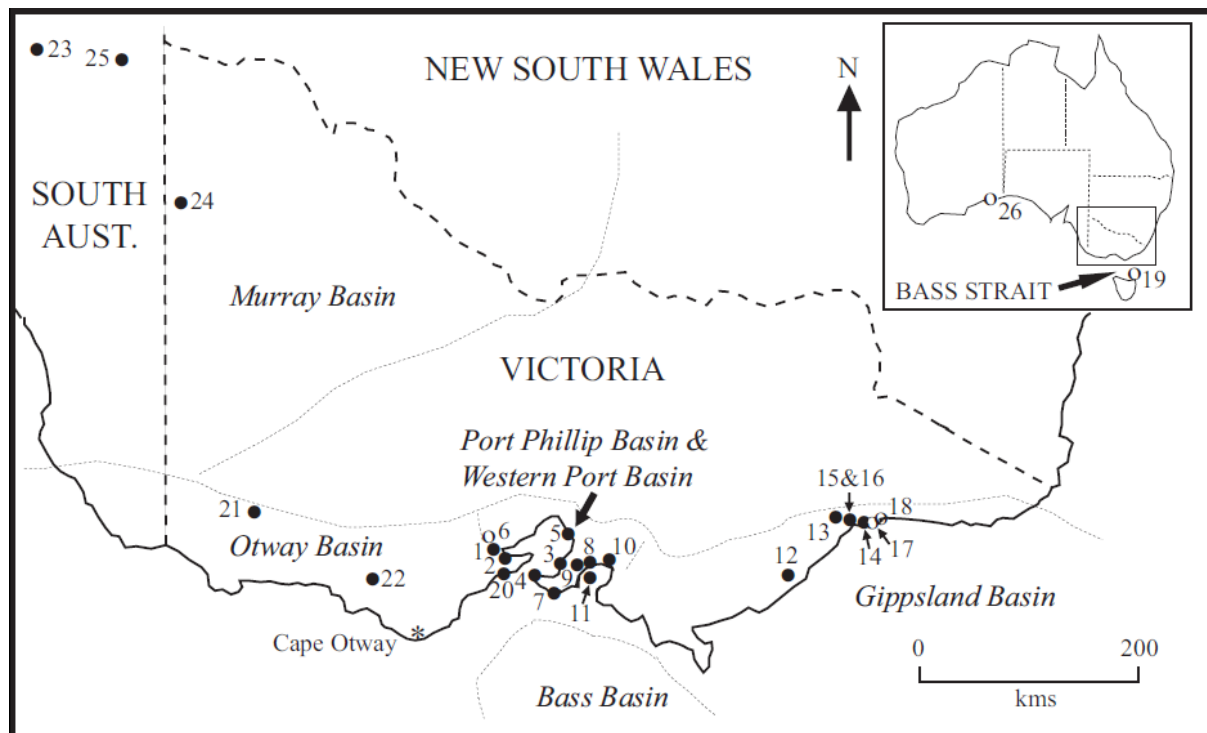 23
25
NEW SOUTH WALES
N
SOUTH
AUST.
24
26
19
BASS STRAIT
Murray Basin
VICTORIA
Port Phillip Basin &
Western Port Basin
15&16
21
18
13
6
5
Otway Basin
1
3
8
10
14
17
2
12
22
20
4
9
7
11
Gippsland Basin
Cape Otway
*
0
200
Bass Basin
kms